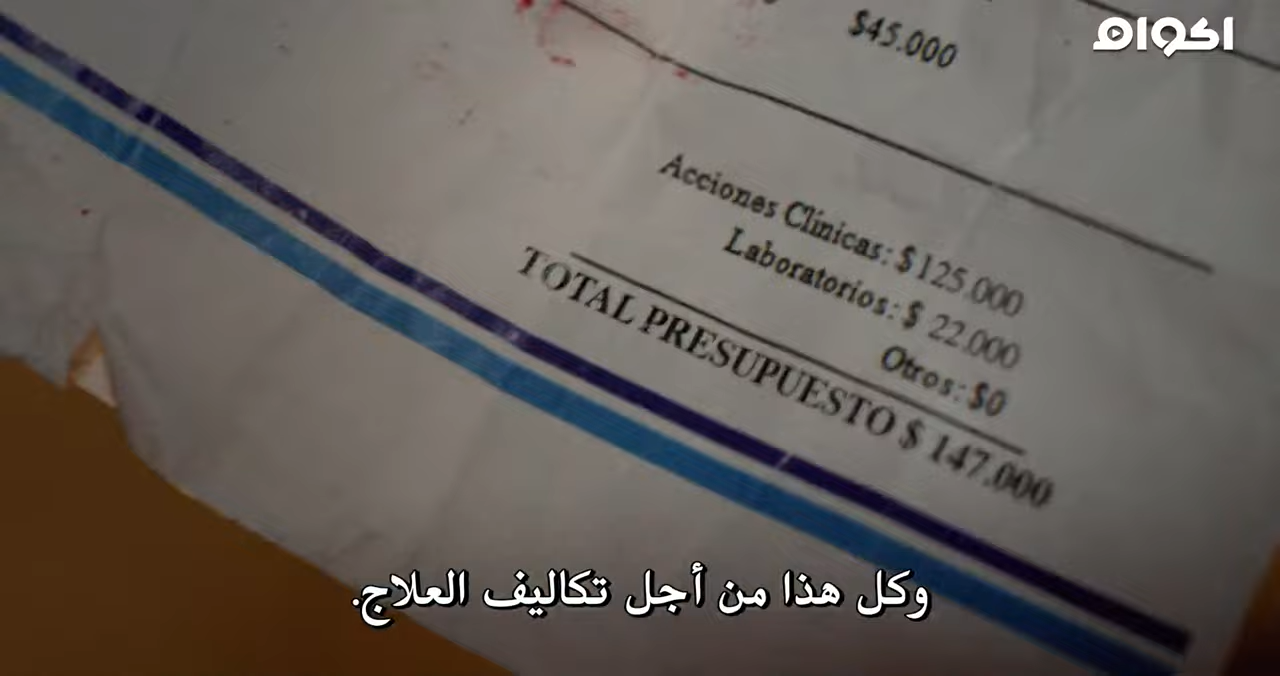 اكوام
$45.000
Acciones Clínicas: $125.000
Laboratorios: $ 22.000
Otros: $0
TOTAL PRESUPUESTO $ 147.000
وكل هذا من أجل تكاليف العلاج.